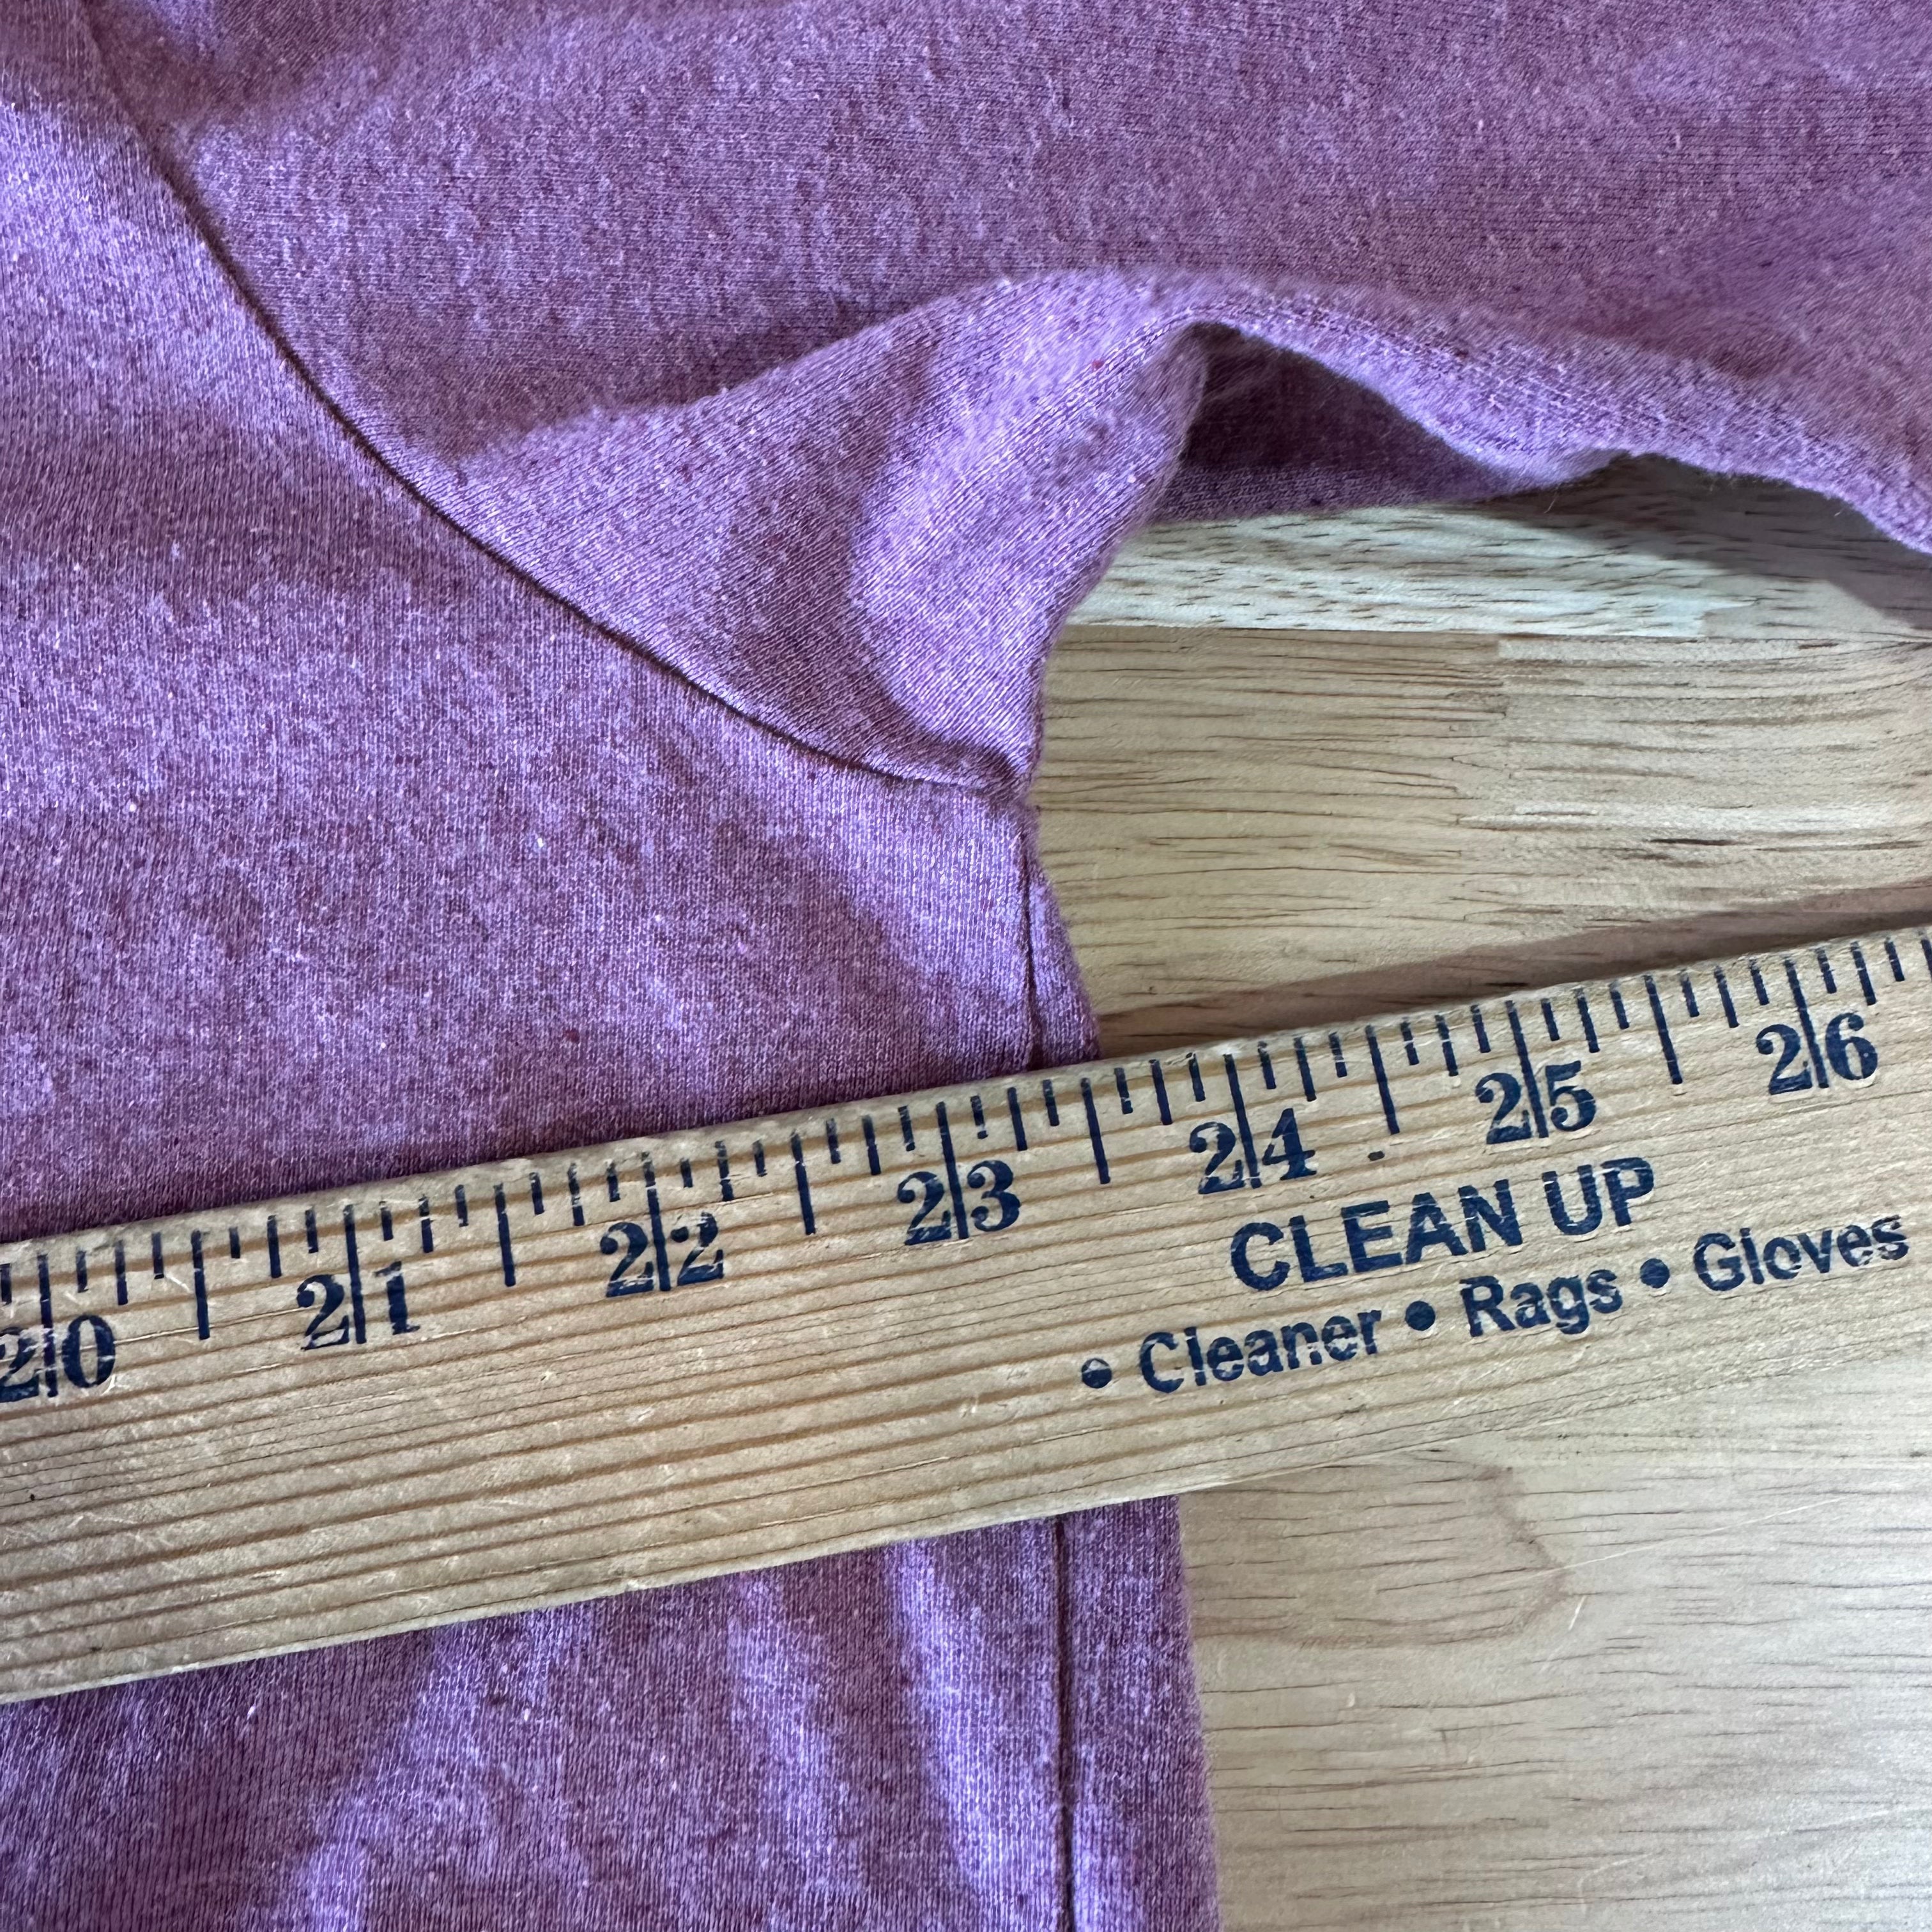 20 21 22 23 24 25 26
CLEAN UP
• Cleaner • Rags • Gloves